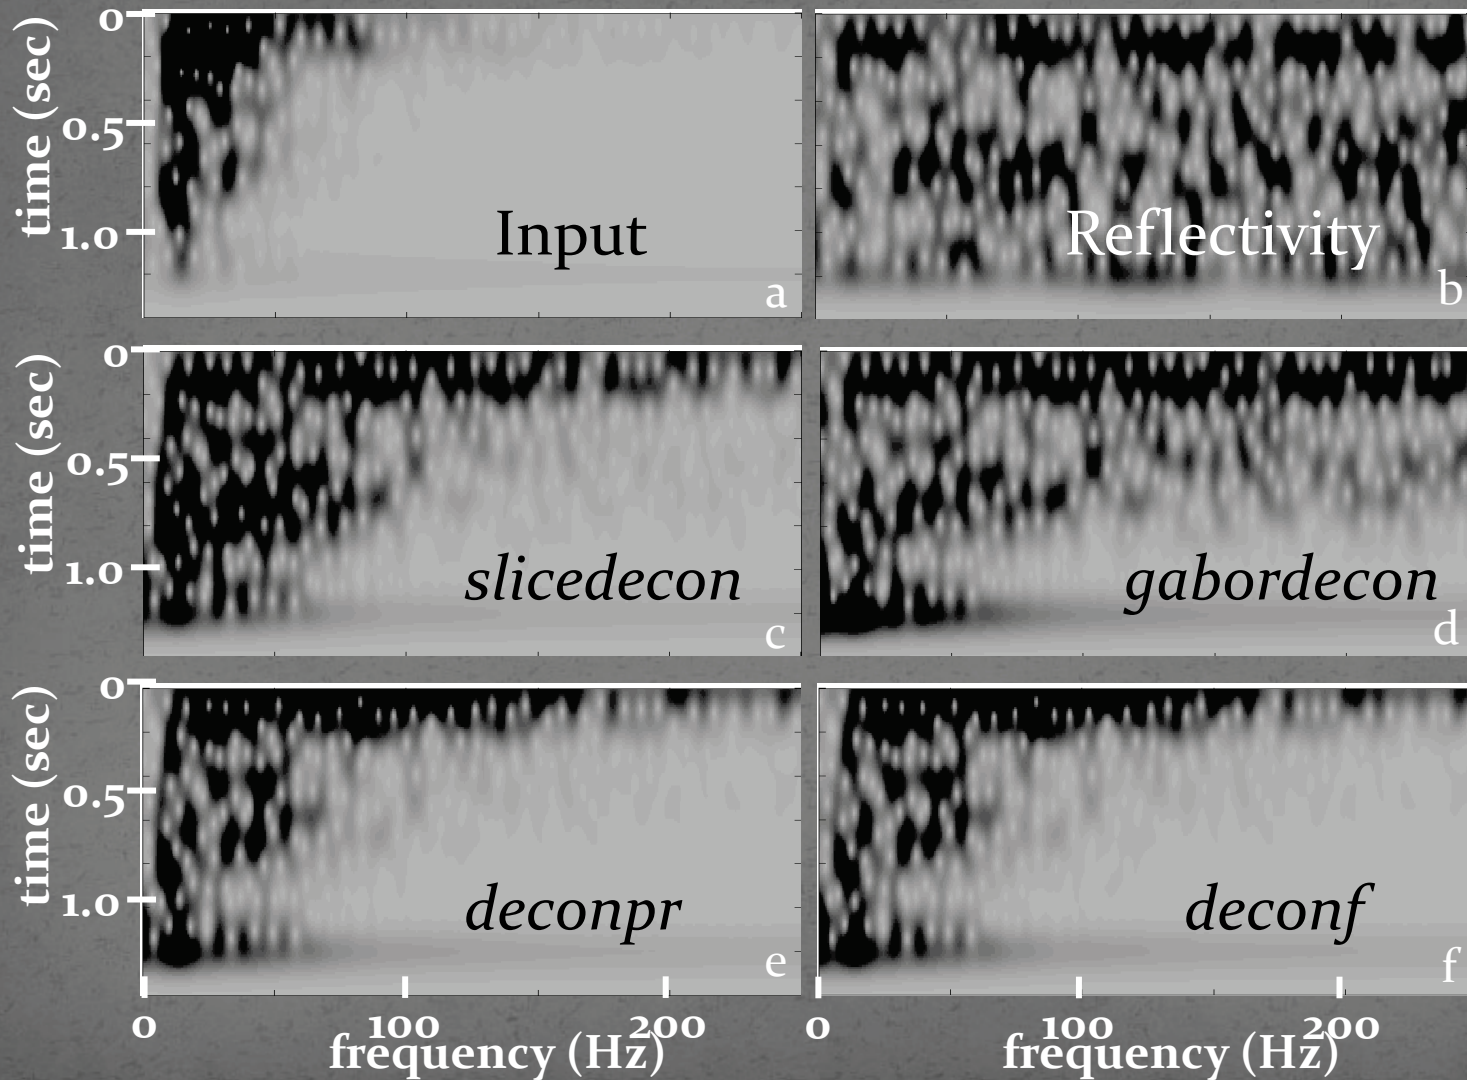 time (sec)
0
0.5
1.0
Input
a
Reflectivity
b
time (sec)
0
0.5
1.0
slicedecon
c
gabordecon
d
time (sec)
0
0.5
1.0
deconpr
e
deconf
f
0 100 200
0 100 200
frequency (Hz)
frequency (Hz)